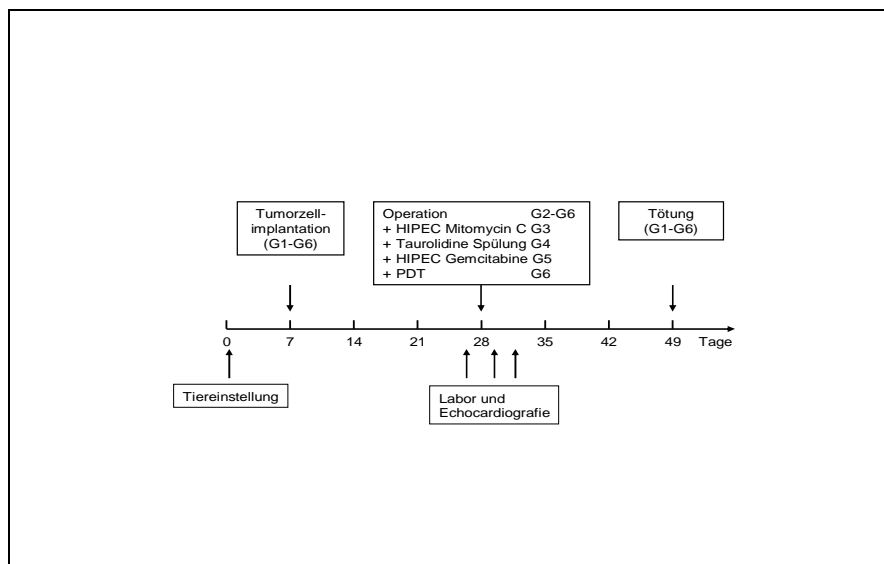 Tumorzell-
implantation
(G1-G6)
Operation G2-G6
+ HIPEC Mitomycin C G3
+ Taurolidine Spülung G4
+ HIPEC Gemcitabine G5
+ PDT G6
Tötung
(G1-G6)
0 7 14 21 28 35 42 49 Tage
Tiereinstellung
Labor und
Echocardiografie